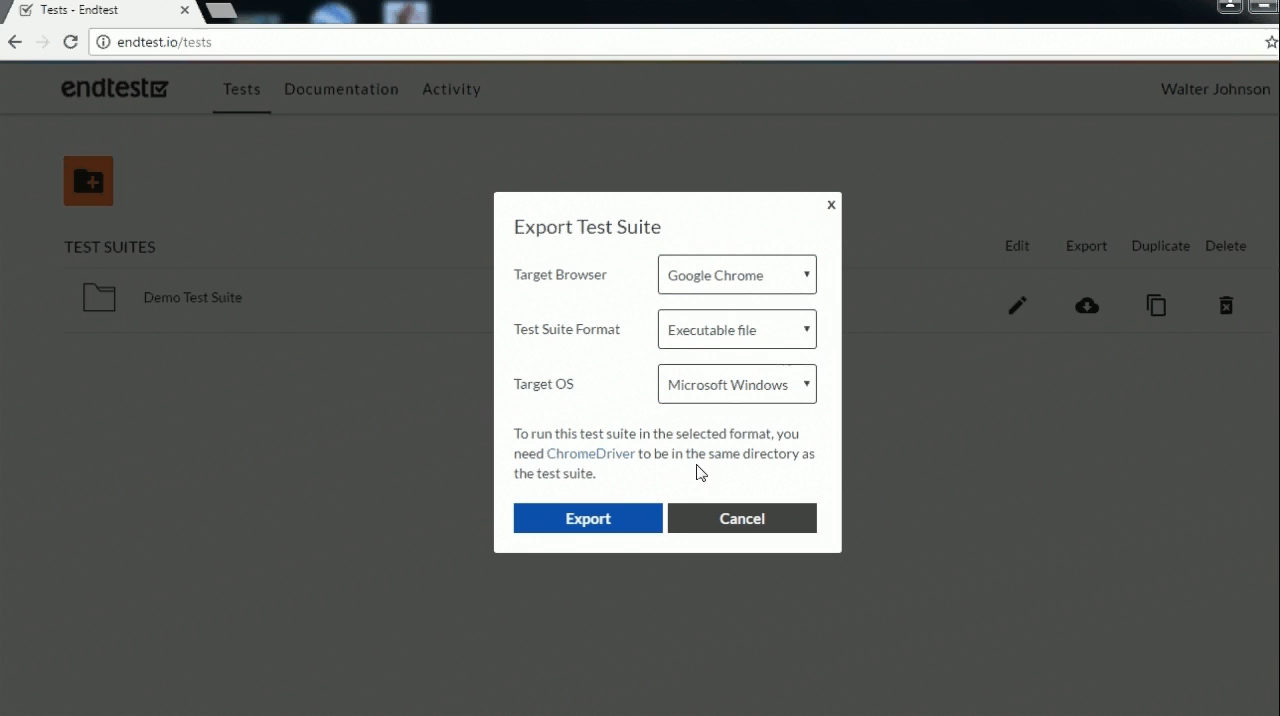 Tests - Endtest
endtest.io/tests
endtest
Tests
Documentation
Activity
Walter Johnson
TEST SUITES
Edit
Export
Duplicate
Delete
Demo Test Suite
x
Export Test Suite
Target Browser
Google Chrome
Test Suite Format
Executable file
Target OS
Microsoft Windows
To run this test suite in the selected format, you
need ChromeDriver to be in the same directory as
the test suite.
Export
Cancel